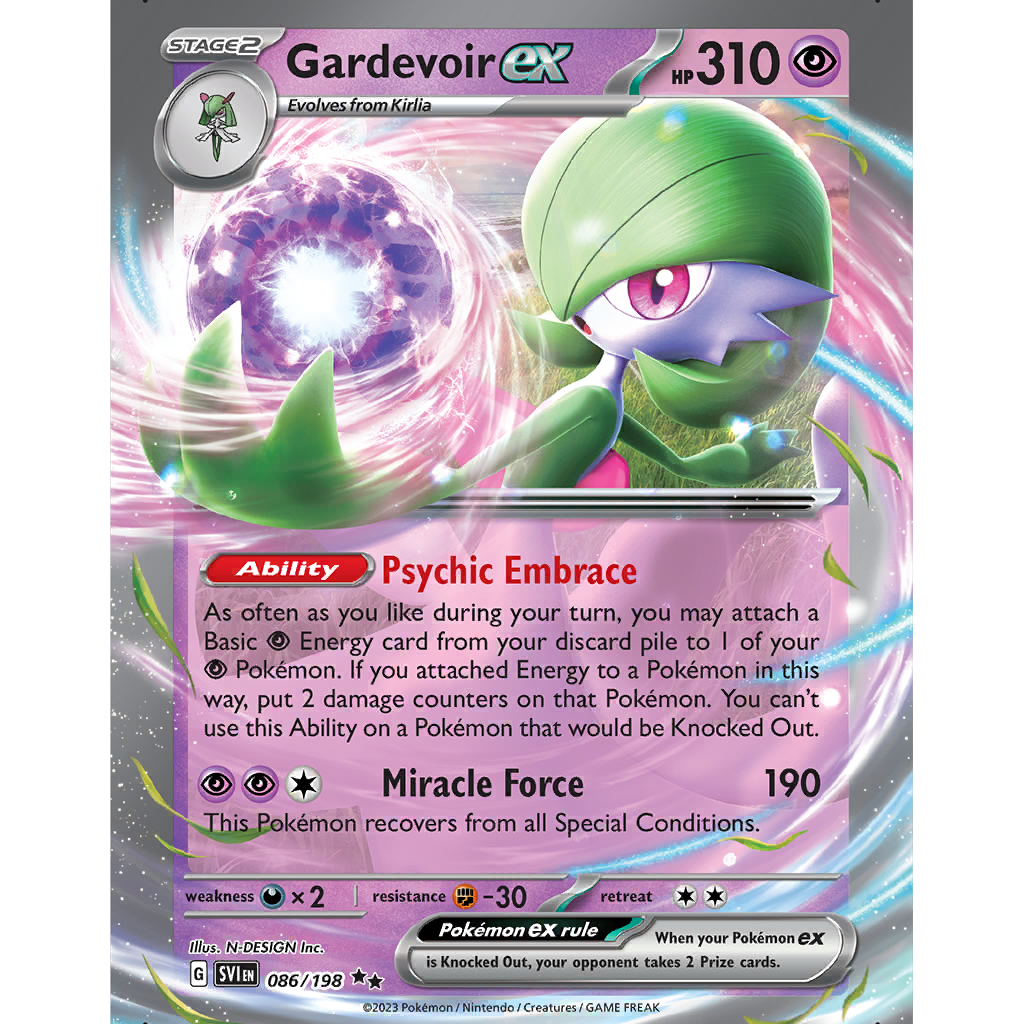 STAGE2
Gardevoir ex
HP 310
Evolves from Kirlia
Ability Psychic Embrace
As often as you like during your turn, you may attach a
Basic Energy card from your discard pile to 1 of your
Pokémon. If you attached Energy to a Pokémon in this
way, put 2 damage counters on that Pokémon. You can't
use this Ability on a Pokémon that would be Knocked Out.
Miracle Force 190
This Pokémon recovers from all Special Conditions.
weakness ×2 resistance -30 retreat
Pokémon ex rule When your Pokémon ex
is Knocked Out, your opponent takes 2 Prize cards.
Illus. N-DESIGN Inc.
G SVI EN 086/198
©2023 Pokémon / Nintendo / Creatures / GAME FREAK